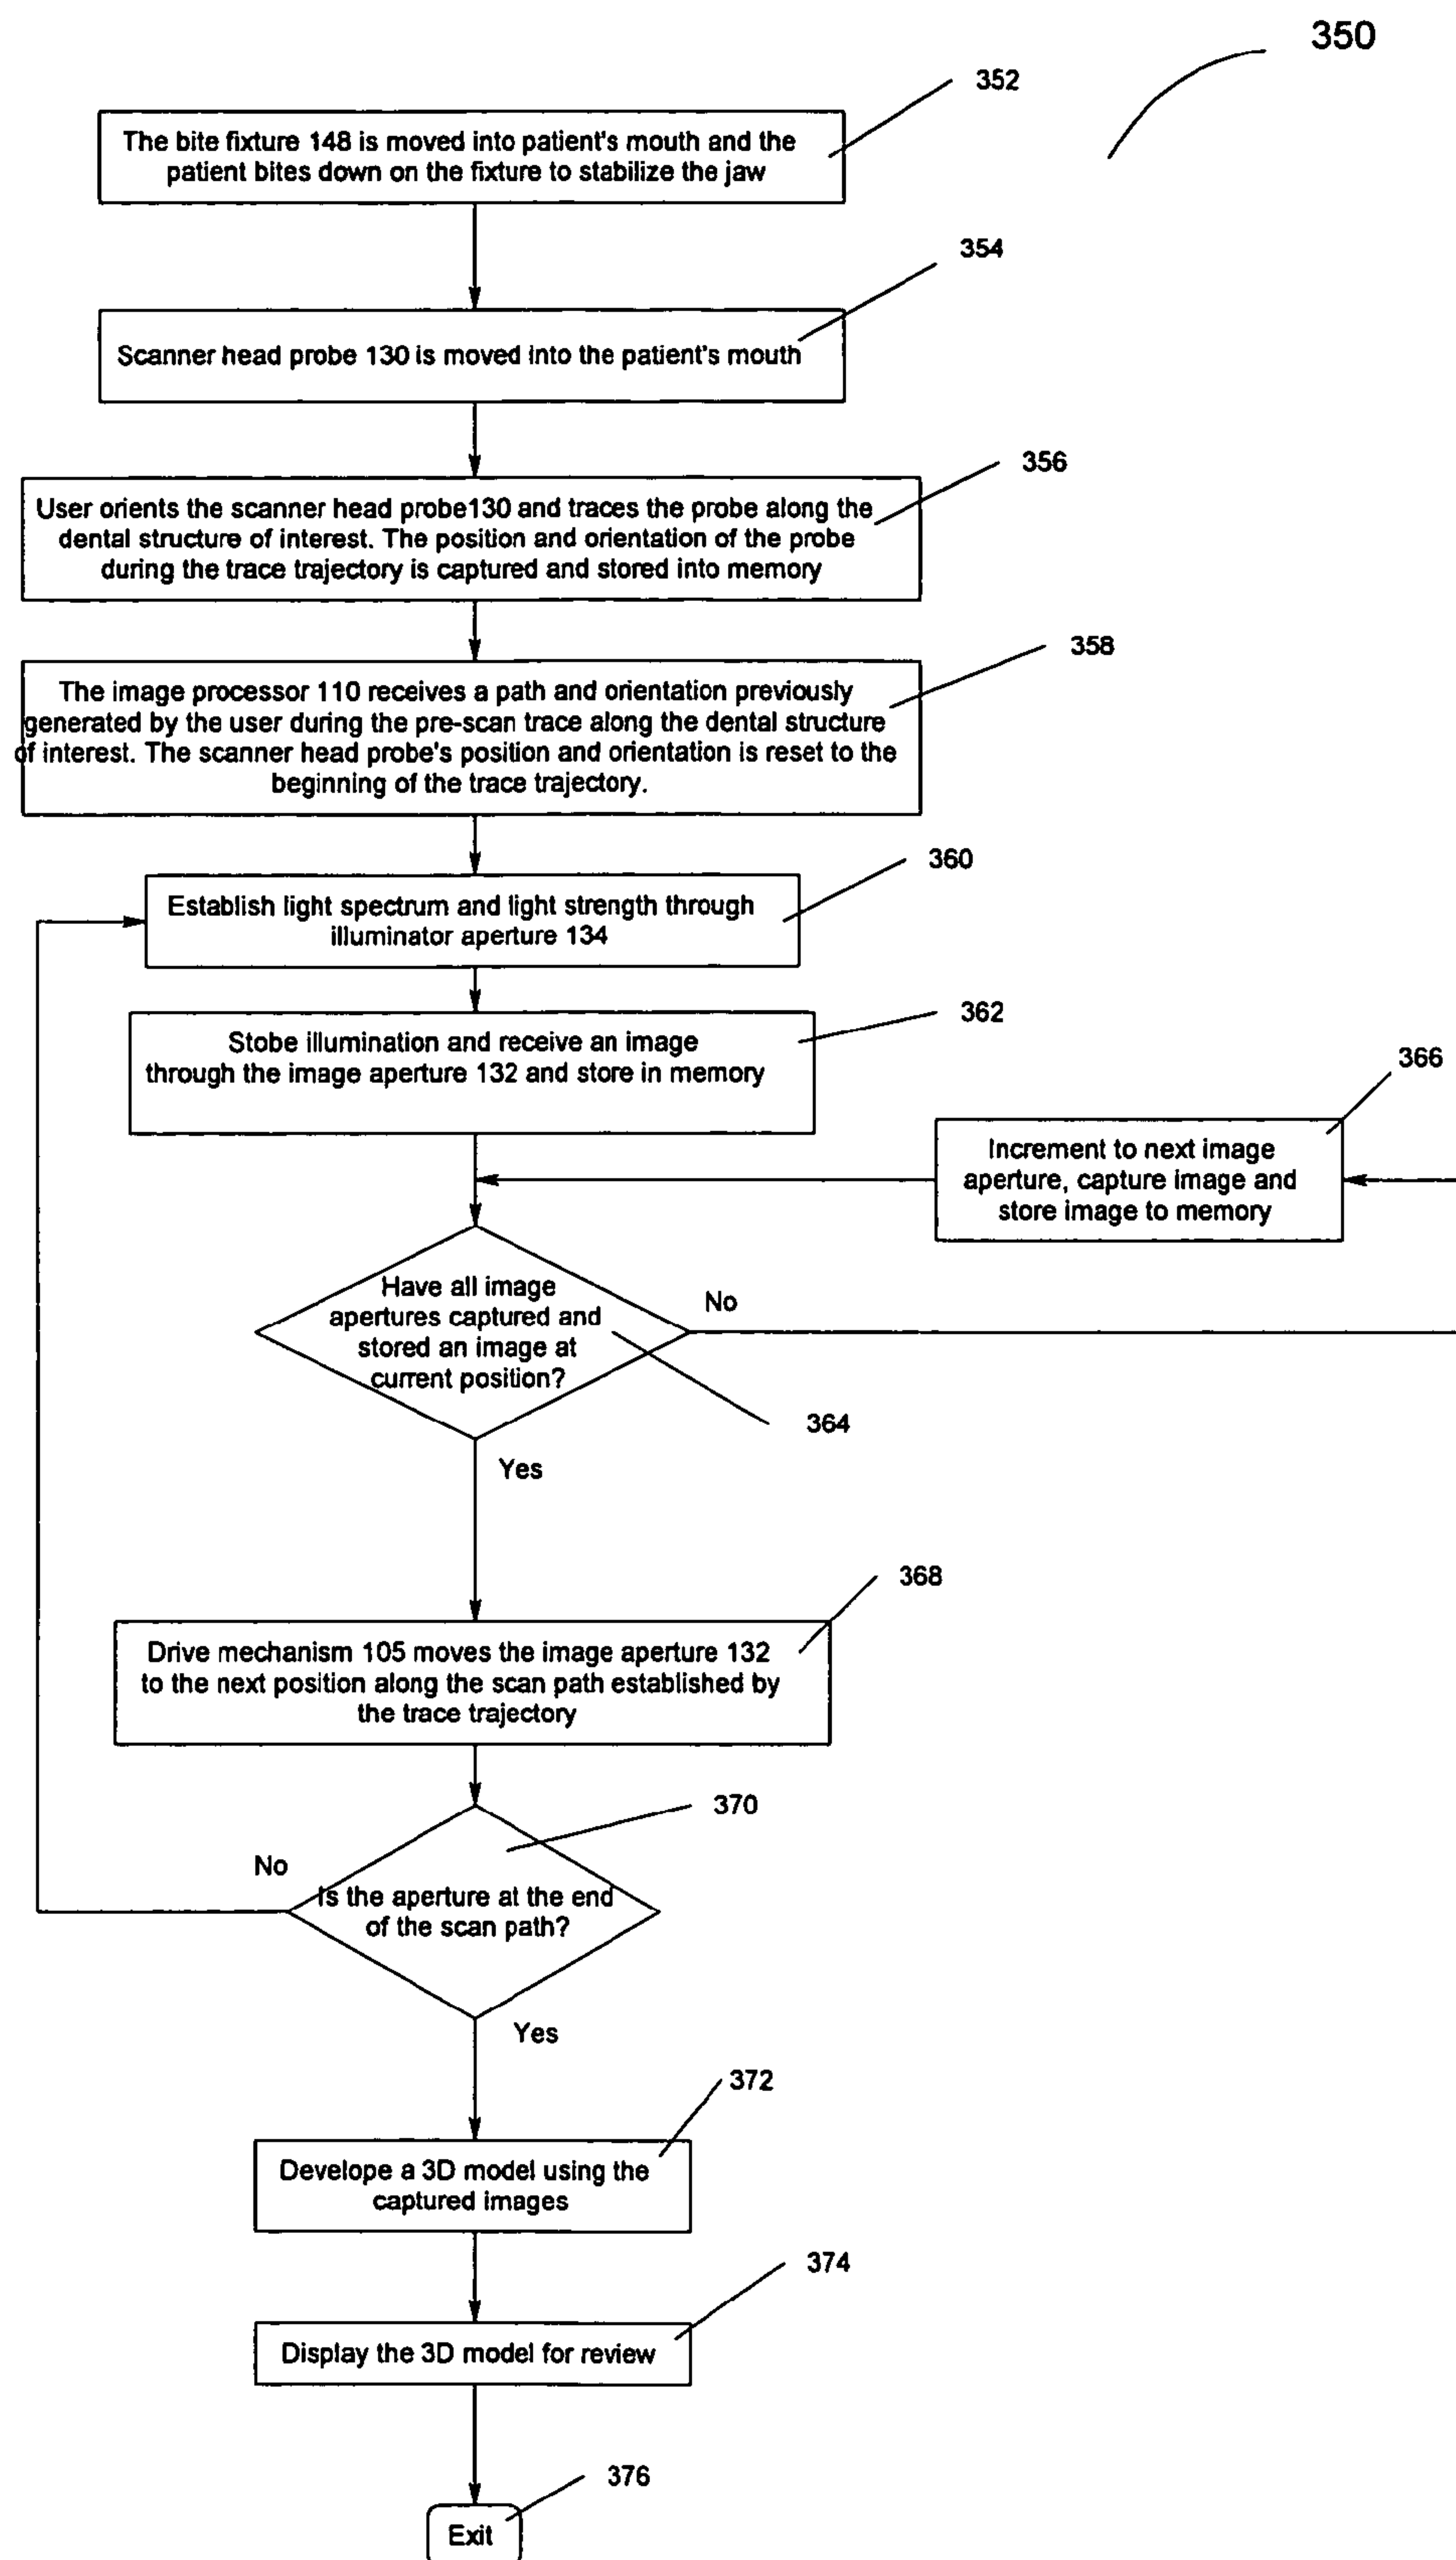 350
352
The bite fixture 148 is moved into patient's mouth and the
patient bites down on the fixture to stabilize the jaw
354
Scanner head probe 130 is moved into the patient's mouth
356
User orients the scanner head probe130 and traces the probe along the
dental structure of interest. The position and orientation of the probe
during the trace trajectory is captured and stored into memory
358
The image processor 110 receives a path and orientation previously
generated by the user during the pre-scan trace along the dental structure
of interest. The scanner head probe's position and orientation is reset to the
beginning of the trace trajectory.
360
Establish light spectrum and light strength through
illuminator aperture 134
362
Stobe illumination and receive an image
through the image aperture 132 and store in memory
366
Increment to next image
aperture, capture image and
store image to memory
Have all image
apertures captured and
stored an image at
current position?
No
364
Yes
368
Drive mechanism 105 moves the image aperture 132
to the next position along the scan path established by
the trace trajectory
370
No
Is the aperture at the end
of the scan path?
Yes
372
Develope a 3D model using the
captured images
374
Display the 3D model for review
376
Exit